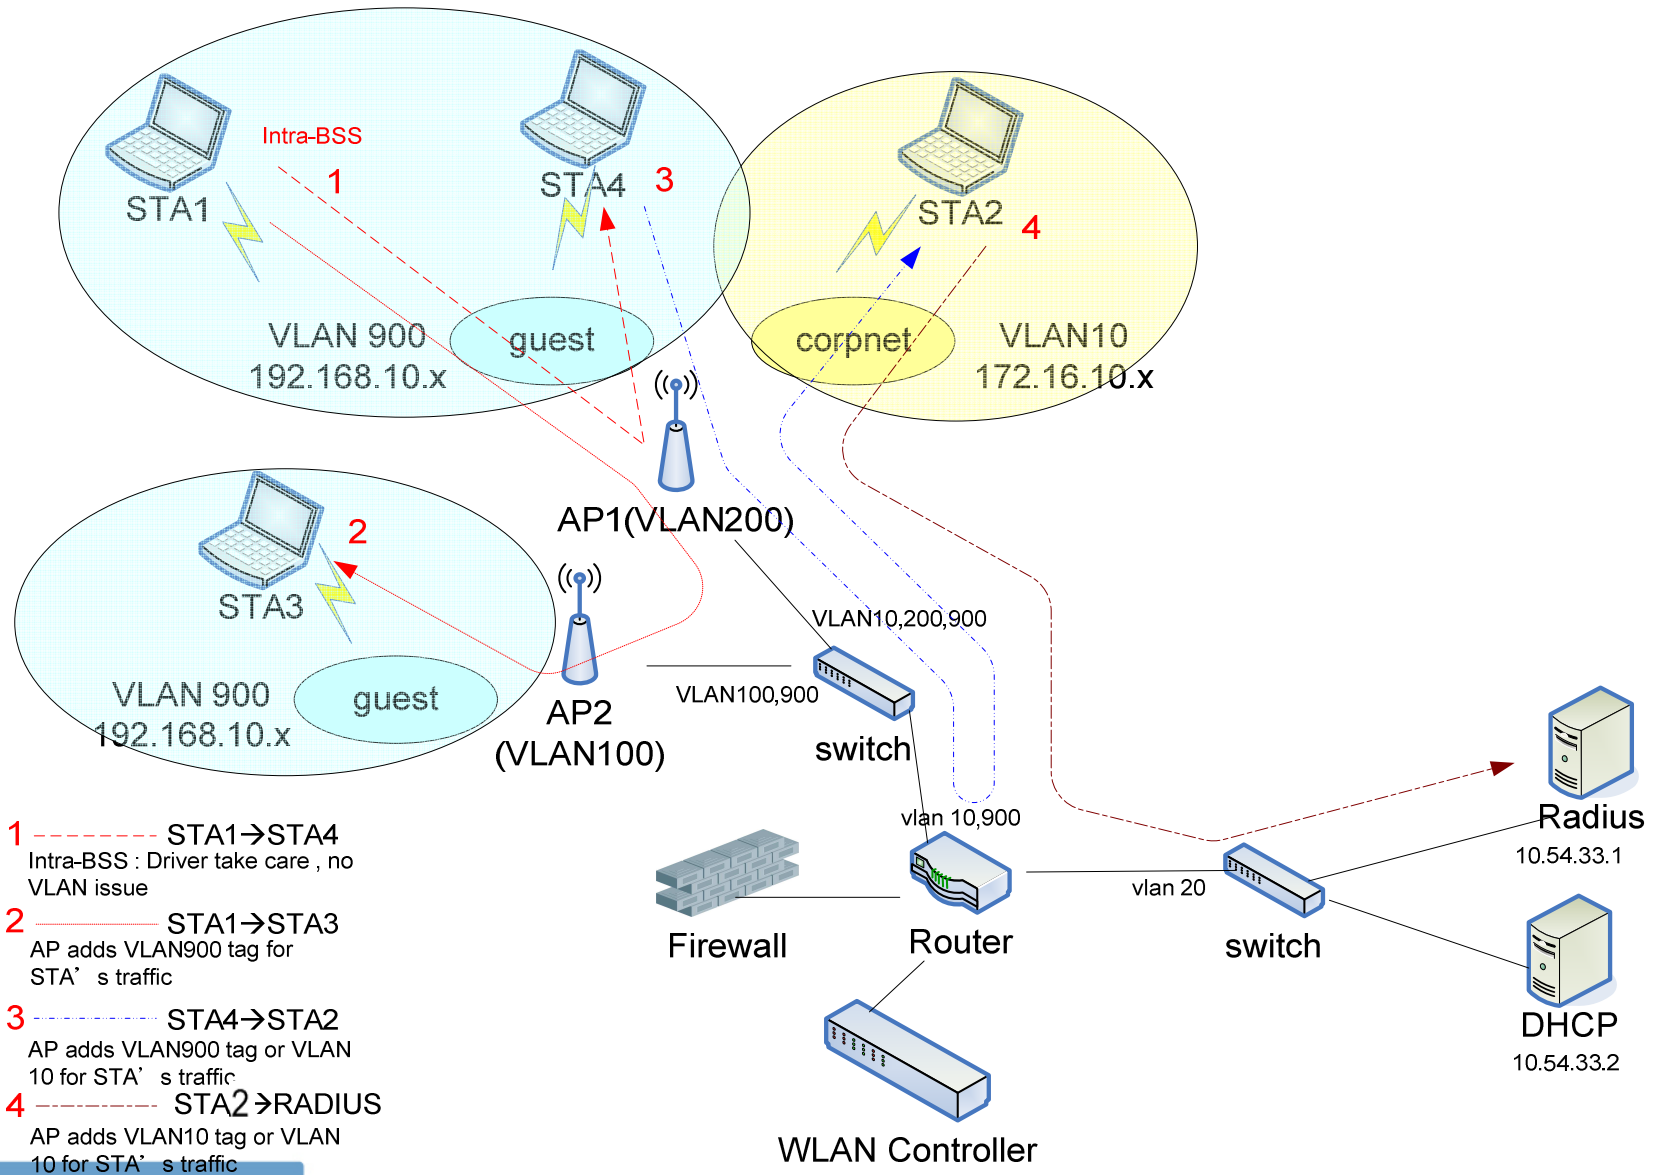 Intra-BSS
1
STA1
STA4
3
STA2
4
VLAN 900
192.168.10.x
guest
corpnet
VLAN10
172.16.10.x
AP1(VLAN200)
2
STA3
VLAN 900
192.168.10.x
guest
AP2
(VLAN100)
VLAN10,200,900
VLAN100,900
switch
vlan 10,900
Firewall
Router
vlan 20
switch
Radius
10.54.33.1
DHCP
10.54.33.2
WLAN Controller
1 STA1→STA4
Intra-BSS : Driver take care , no
VLAN issue
2 STA1→STA3
AP adds VLAN900 tag for
STA’ s traffic
3 STA4→STA2
AP adds VLAN900 tag or VLAN
10 for STA’ s traffic
4 STA2→RADIUS
AP adds VLAN10 tag or VLAN
10 for STA’ s traffic